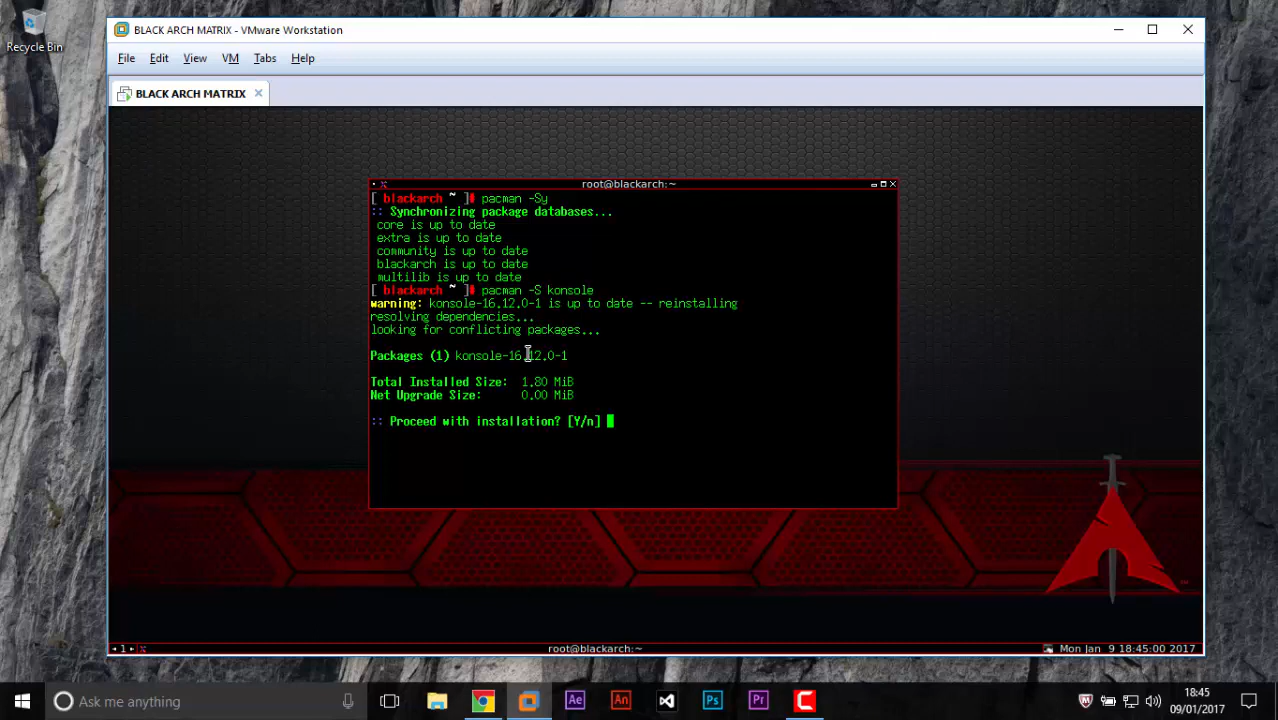 Recycle Bin
BLACK ARCH MATRIX - VMware Workstation
File Edit View VM Tabs Help
BLACK ARCH MATRIX
root@blackarch:~
[ blackarch ~ ]# pacman -Sy
:: Synchronizing package databases...
core is up to date
extra is up to date
community is up to date
blackarch is up to date
multilib is up to date
[ blackarch ~ ]# pacman -S konsole
warning: konsole-16.12.0-1 is up to date -- reinstalling
resolving dependencies...
looking for conflicting packages...
Packages (1) konsole-16.12.0-1
Total Installed Size: 1.80 MiB
Net Upgrade Size: 0.00 MiB
:: Proceed with installation? [Y/n]
1 root@blackarch:~ Mon Jan 9 18:45:00 2017
Ask me anything
Ae An Ps Pr
18:45
09/01/2017